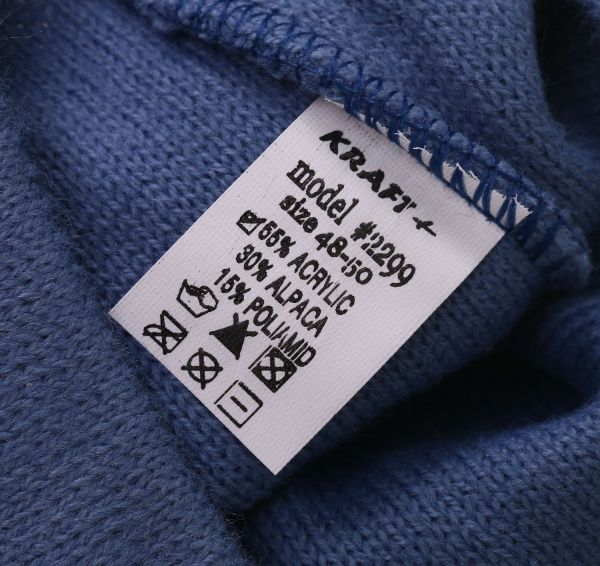 KRAFT+
model #2299
size 48-50
55% ACRYLIC
30% ALPACA
15% POLIAMID